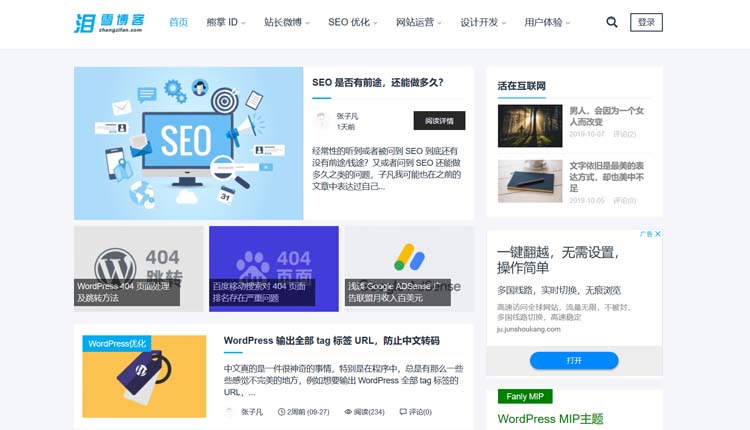 泪雪博客
zhangzifan.com
首页
熊掌 ID
站长微博
SEO 优化
网站运营
设计开发
用户体验
登录
SEO
SEO 是否有前途，还能做多久?
张子凡
1天前
阅读详情
经常性的听到或者被问到 SEO 到底还有
没有前途/钱途？又或者问到 SEO 还能做
多久之类的问题，子凡我可能也在之前的
文章中表达过自己...
404
跳转
WordPress 404 页面处理
及跳转方法
404
页面
百度移动搜索对 404 页面
排名存在严重问题
浅谈 Google ADSense 广
告联盟月收入百美元
WordPress优化
WordPress 输出全部 tag 标签 URL，防止中文转码
中文真的是一件很神奇的事情，特别是在程序中，总是有那么一些
些感觉不完美的地方，例如想要输出 WordPress 全部 tag 标签的
URL，...
张子凡
2周前 (09-27)
阅读(234)
评论(0)
活在互联网
男人，会因为一个女
人而改变
2019-10-07
评论(2)
文字依旧是最美的表
达方式，却也美中不
足
2019-10-05
评论(0)
广告
一键翻越，无需设置，
操作简单
多国线路，实时切换，无痕浏览
高速访问全球网站，流量无限，不被封，
多国线路切换，高速稳定
ju.junshoukang.com
打开
Fanly MIP
WordPress MIP主题